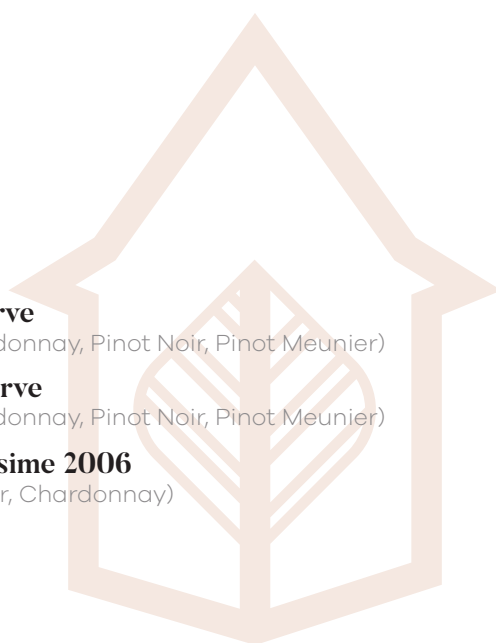 rve
donnay, Pinot Noir, Pinot Meunier)
rve
donnay, Pinot Noir, Pinot Meunier)
sime 2006
r, Chardonnay)